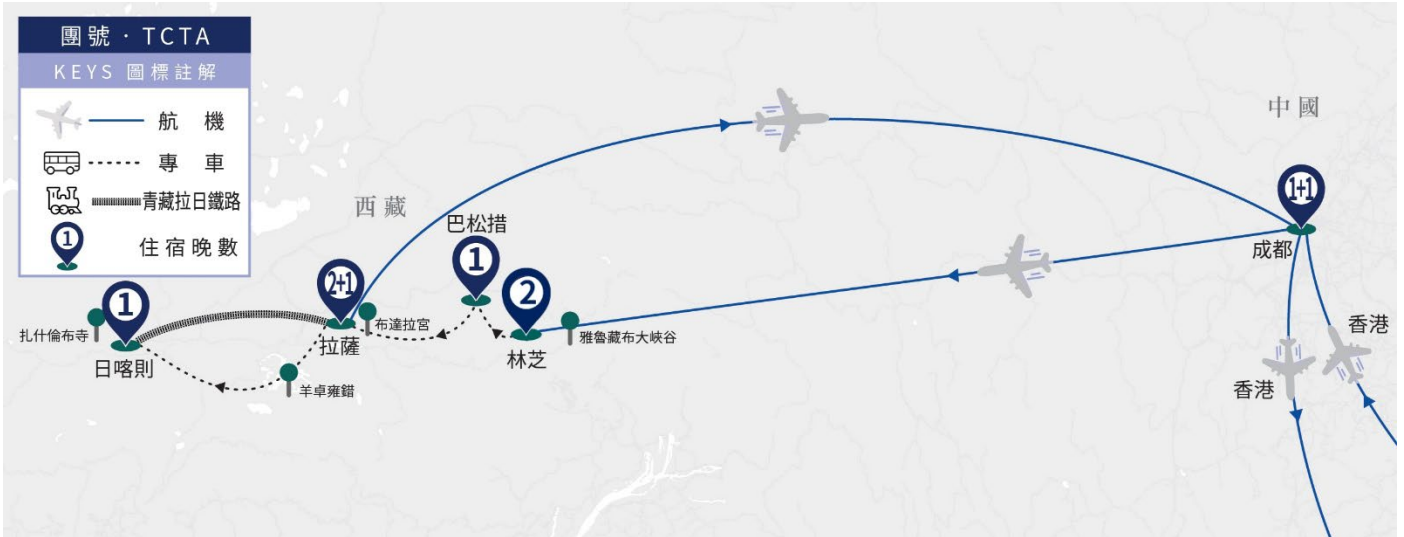 團號·TCTA
KEYS 圖標註解
航機
專車
青藏拉日鐵路
1 住宿晚數
中國
西藏
1+1
成都
巴松措
1
2+1
2
1
布達拉宮
雅魯藏布大峽谷
扎什倫布寺
拉薩
林芝
日喀則
羊卓雍錯
香港
香港